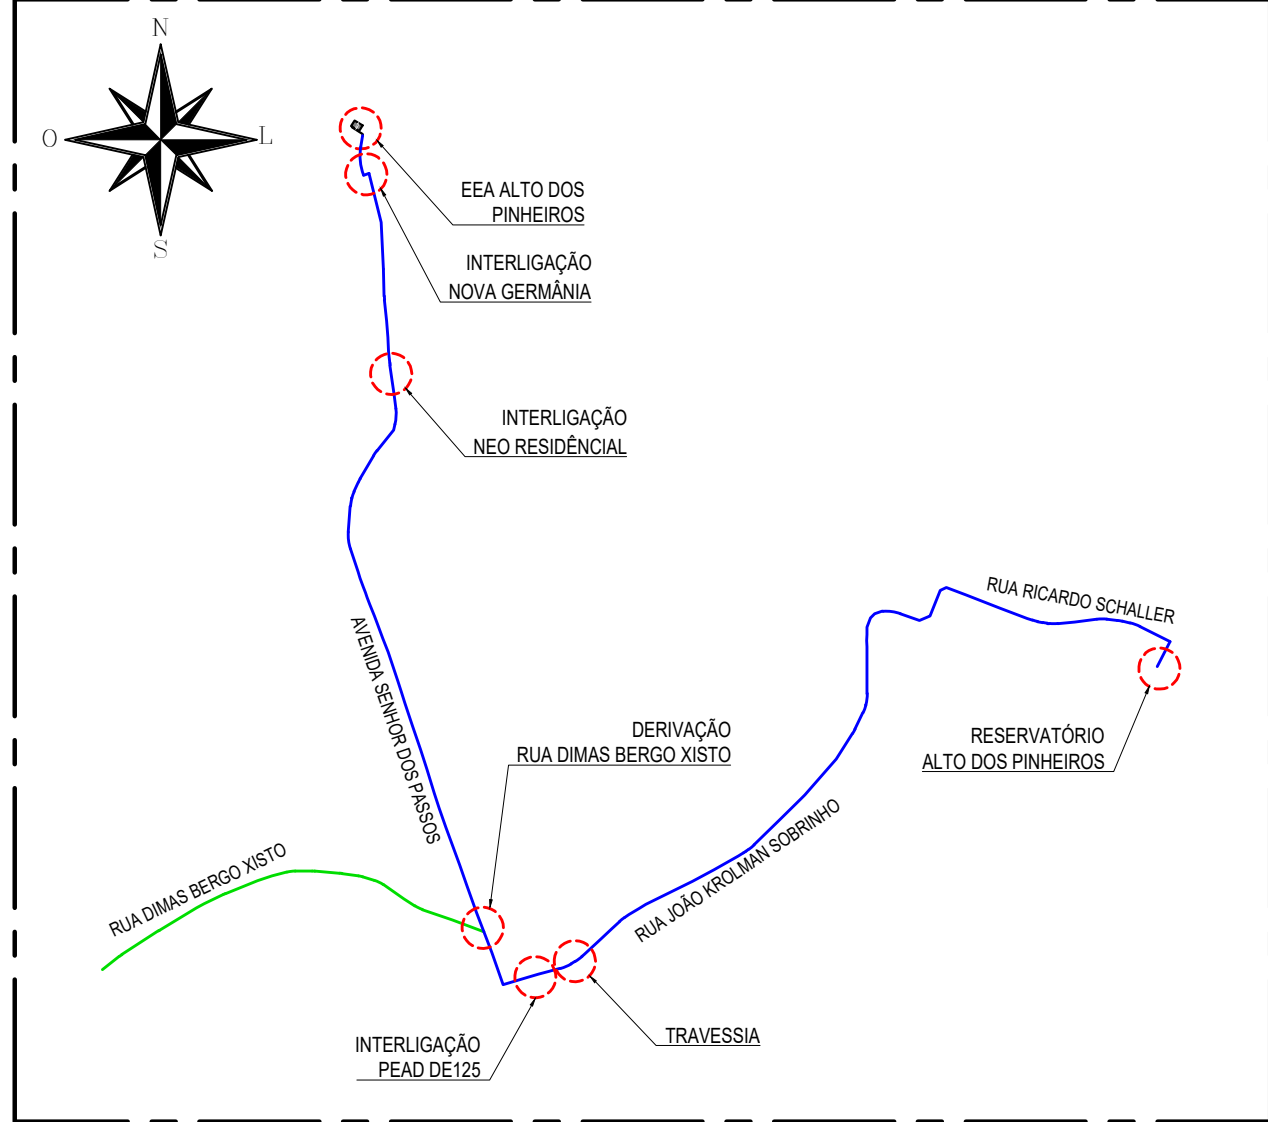 N
O
L
S
EEA ALTO DOS
PINHEIROS
INTERLIGAÇÃO
NOVA GERMÂNIA
INTERLIGAÇÃO
NEO RESIDÊNCIAL
RUA RICARDO SCHALLER
AVENIDA SENHOR DOS PASSOS
DERIVAÇÃO
RUA DIMAS BERGO XISTO
RESERVATÓRIO
ALTO DOS PINHEIROS
RUA JOÃO KROLMAN SOBRINHO
RUA DIMAS BERGO XISTO
TRAVESSIA
INTERLIGAÇÃO
PEAD DE125